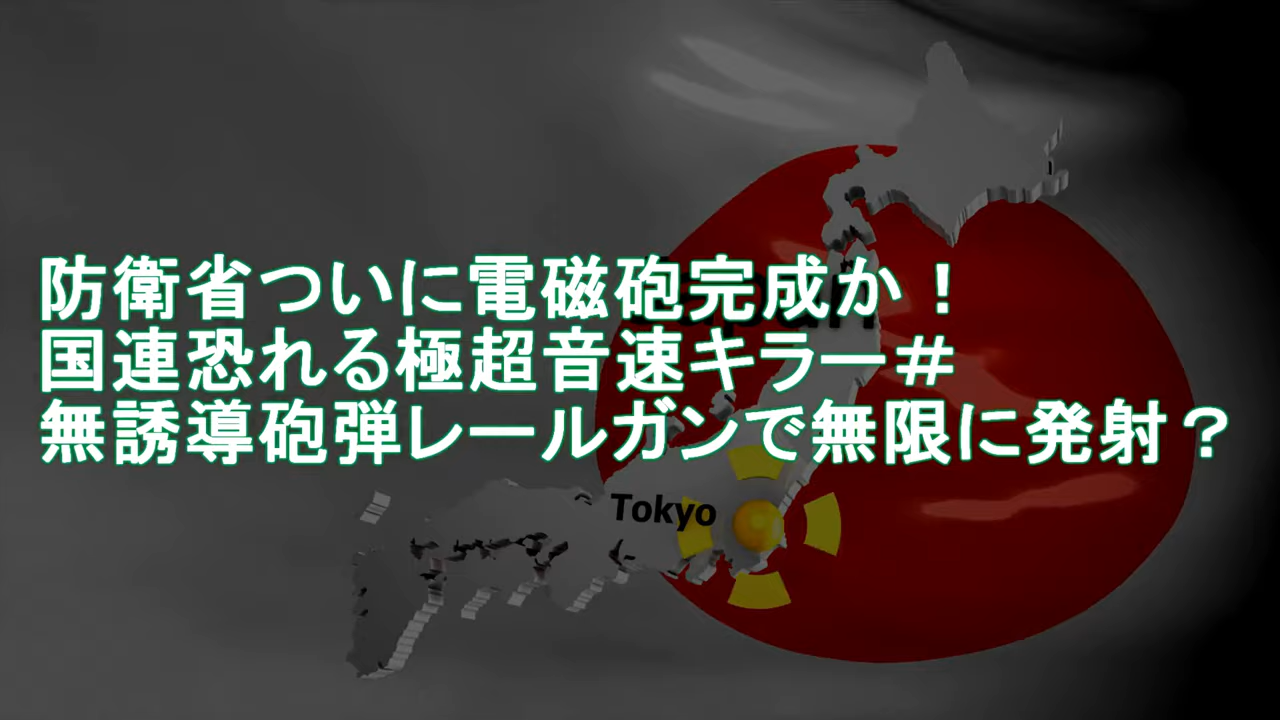 防衛省ついに電磁砲完成か！
国連恐れる極超音速キラー＃
無誘導砲弾レールガンで無限に発射？
Tokyo